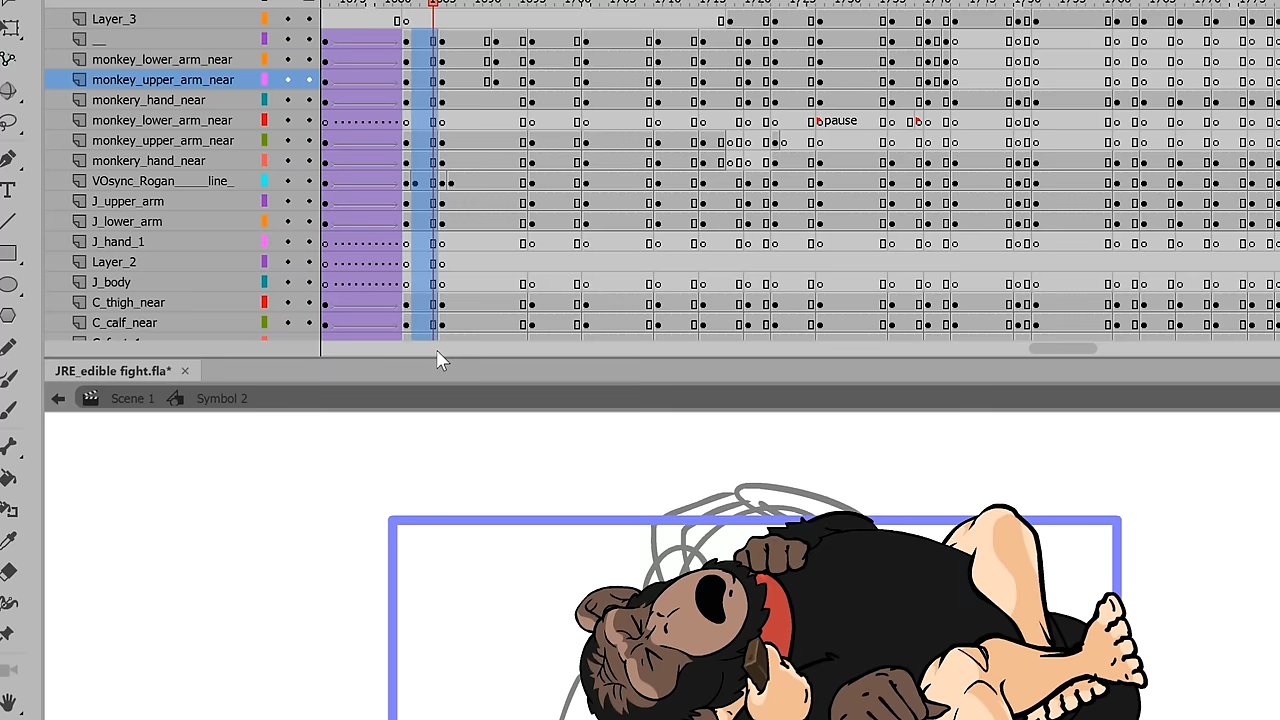 Layer_3
__
monkey_lower_arm_near
monkey_upper_arm_near
monkery_hand_near
monkey_lower_arm_near
pause
monkey_upper_arm_near
monkery_hand_near
VOsync_Rogan_____line_
J_upper_arm
J_lower_arm
J_hand_1
Layer_2
J_body
C_thigh_near
C_calf_near
JRE_edible fight.fla* ×
Scene 1 Symbol 2